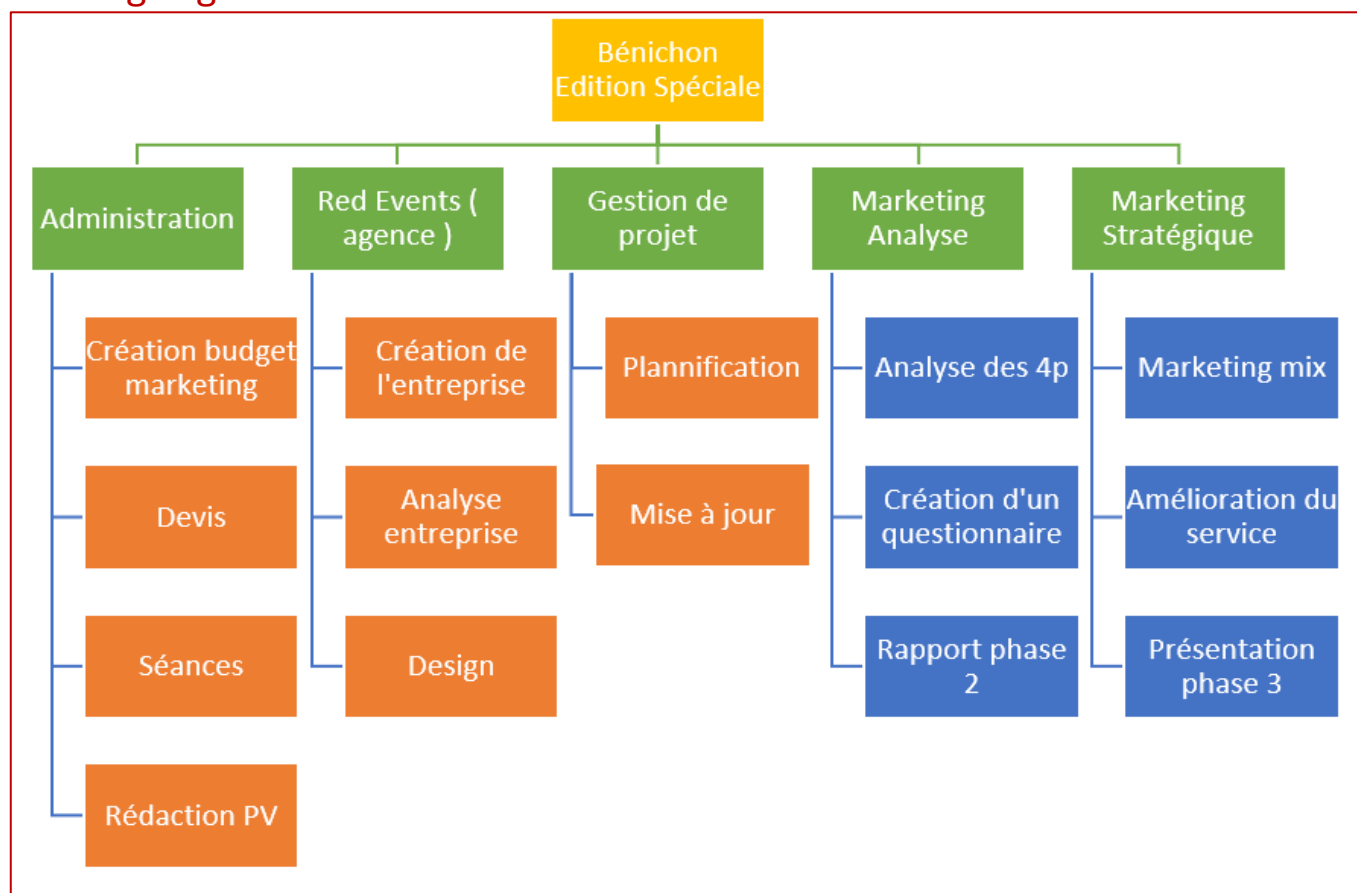 Bénichon
Edition Spéciale
Administration
Red Events (
agence )
Gestion de
projet
Marketing
Analyse
Marketing
Stratégique
Création budget
marketing
Devis
Séances
Rédaction PV
Création de
l'entreprise
Analyse
entreprise
Design
Plannification
Mise à jour
Analyse des 4p
Création d'un
questionnaire
Rapport phase
2
Marketing mix
Amélioration du
service
Présentation
phase 3